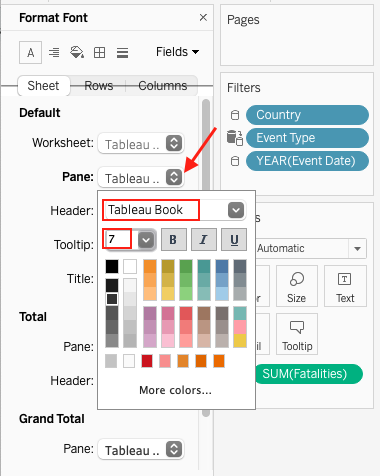 Format Font
×
Pages
A
Fields
Sheet
Rows
Columns
Filters
Default
Country
Worksheet:
Tableau ..
Event Type
Pane:
Tableau ..
YEAR(Event Date)
Header:
Tableau Book
Tooltip:
7
B
I
U
Automatic
Title:
Size
T
Text
Total
Tooltip
Pane:
Header:
SUM(Fatalities)
More colors...
Grand Total
Pane:
Tableau ..